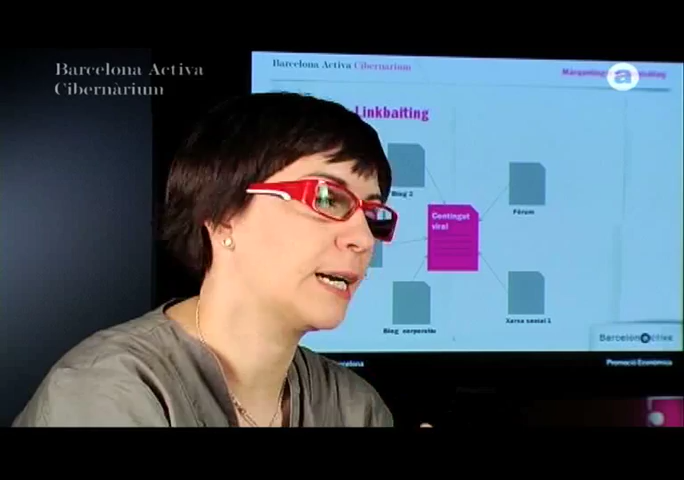 Barcelona Activa
Cibernàrium
Barcelona Activa Cibernàrium
a
Linkbaiting
Blog 2
Fòrum
Contingut
viral
Blog corporatiu
Xarxa social 1
Barcelonactiva
Barcelona
Promoció Econòmica